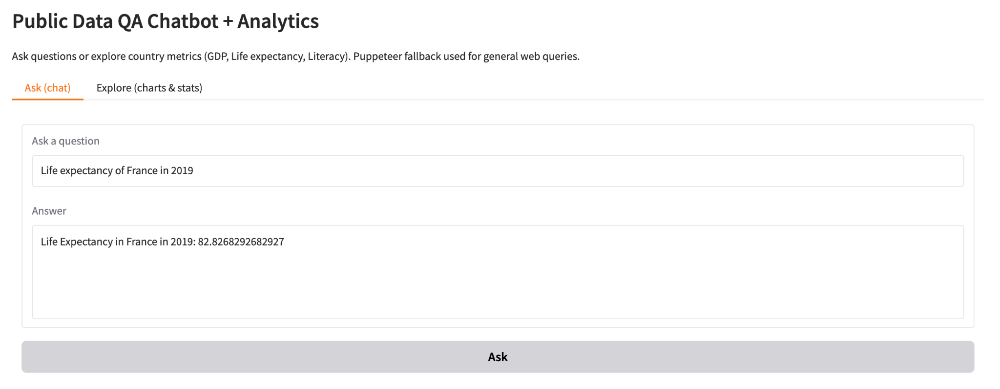 Public Data QA Chatbot + Analytics
Ask questions or explore country metrics (GDP, Life expectancy, Literacy). Puppeteer fallback used for general web queries.
Ask (chat)
Explore (charts & stats)
Ask a question
Life expectancy of France in 2019
Answer
Life Expectancy in France in 2019: 82.8268292682927
Ask